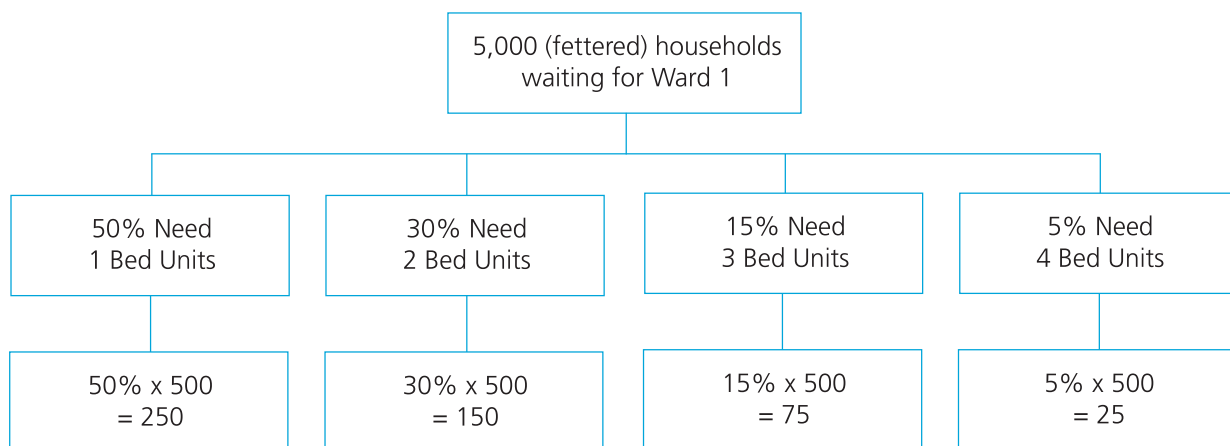 5,000 (fettered) households
waiting for Ward 1
50% Need
1 Bed Units
30% Need
2 Bed Units
15% Need
3 Bed Units
5% Need
4 Bed Units
50% x 500
= 250
30% x 500
= 150
15% x 500
= 75
5% x 500
= 25